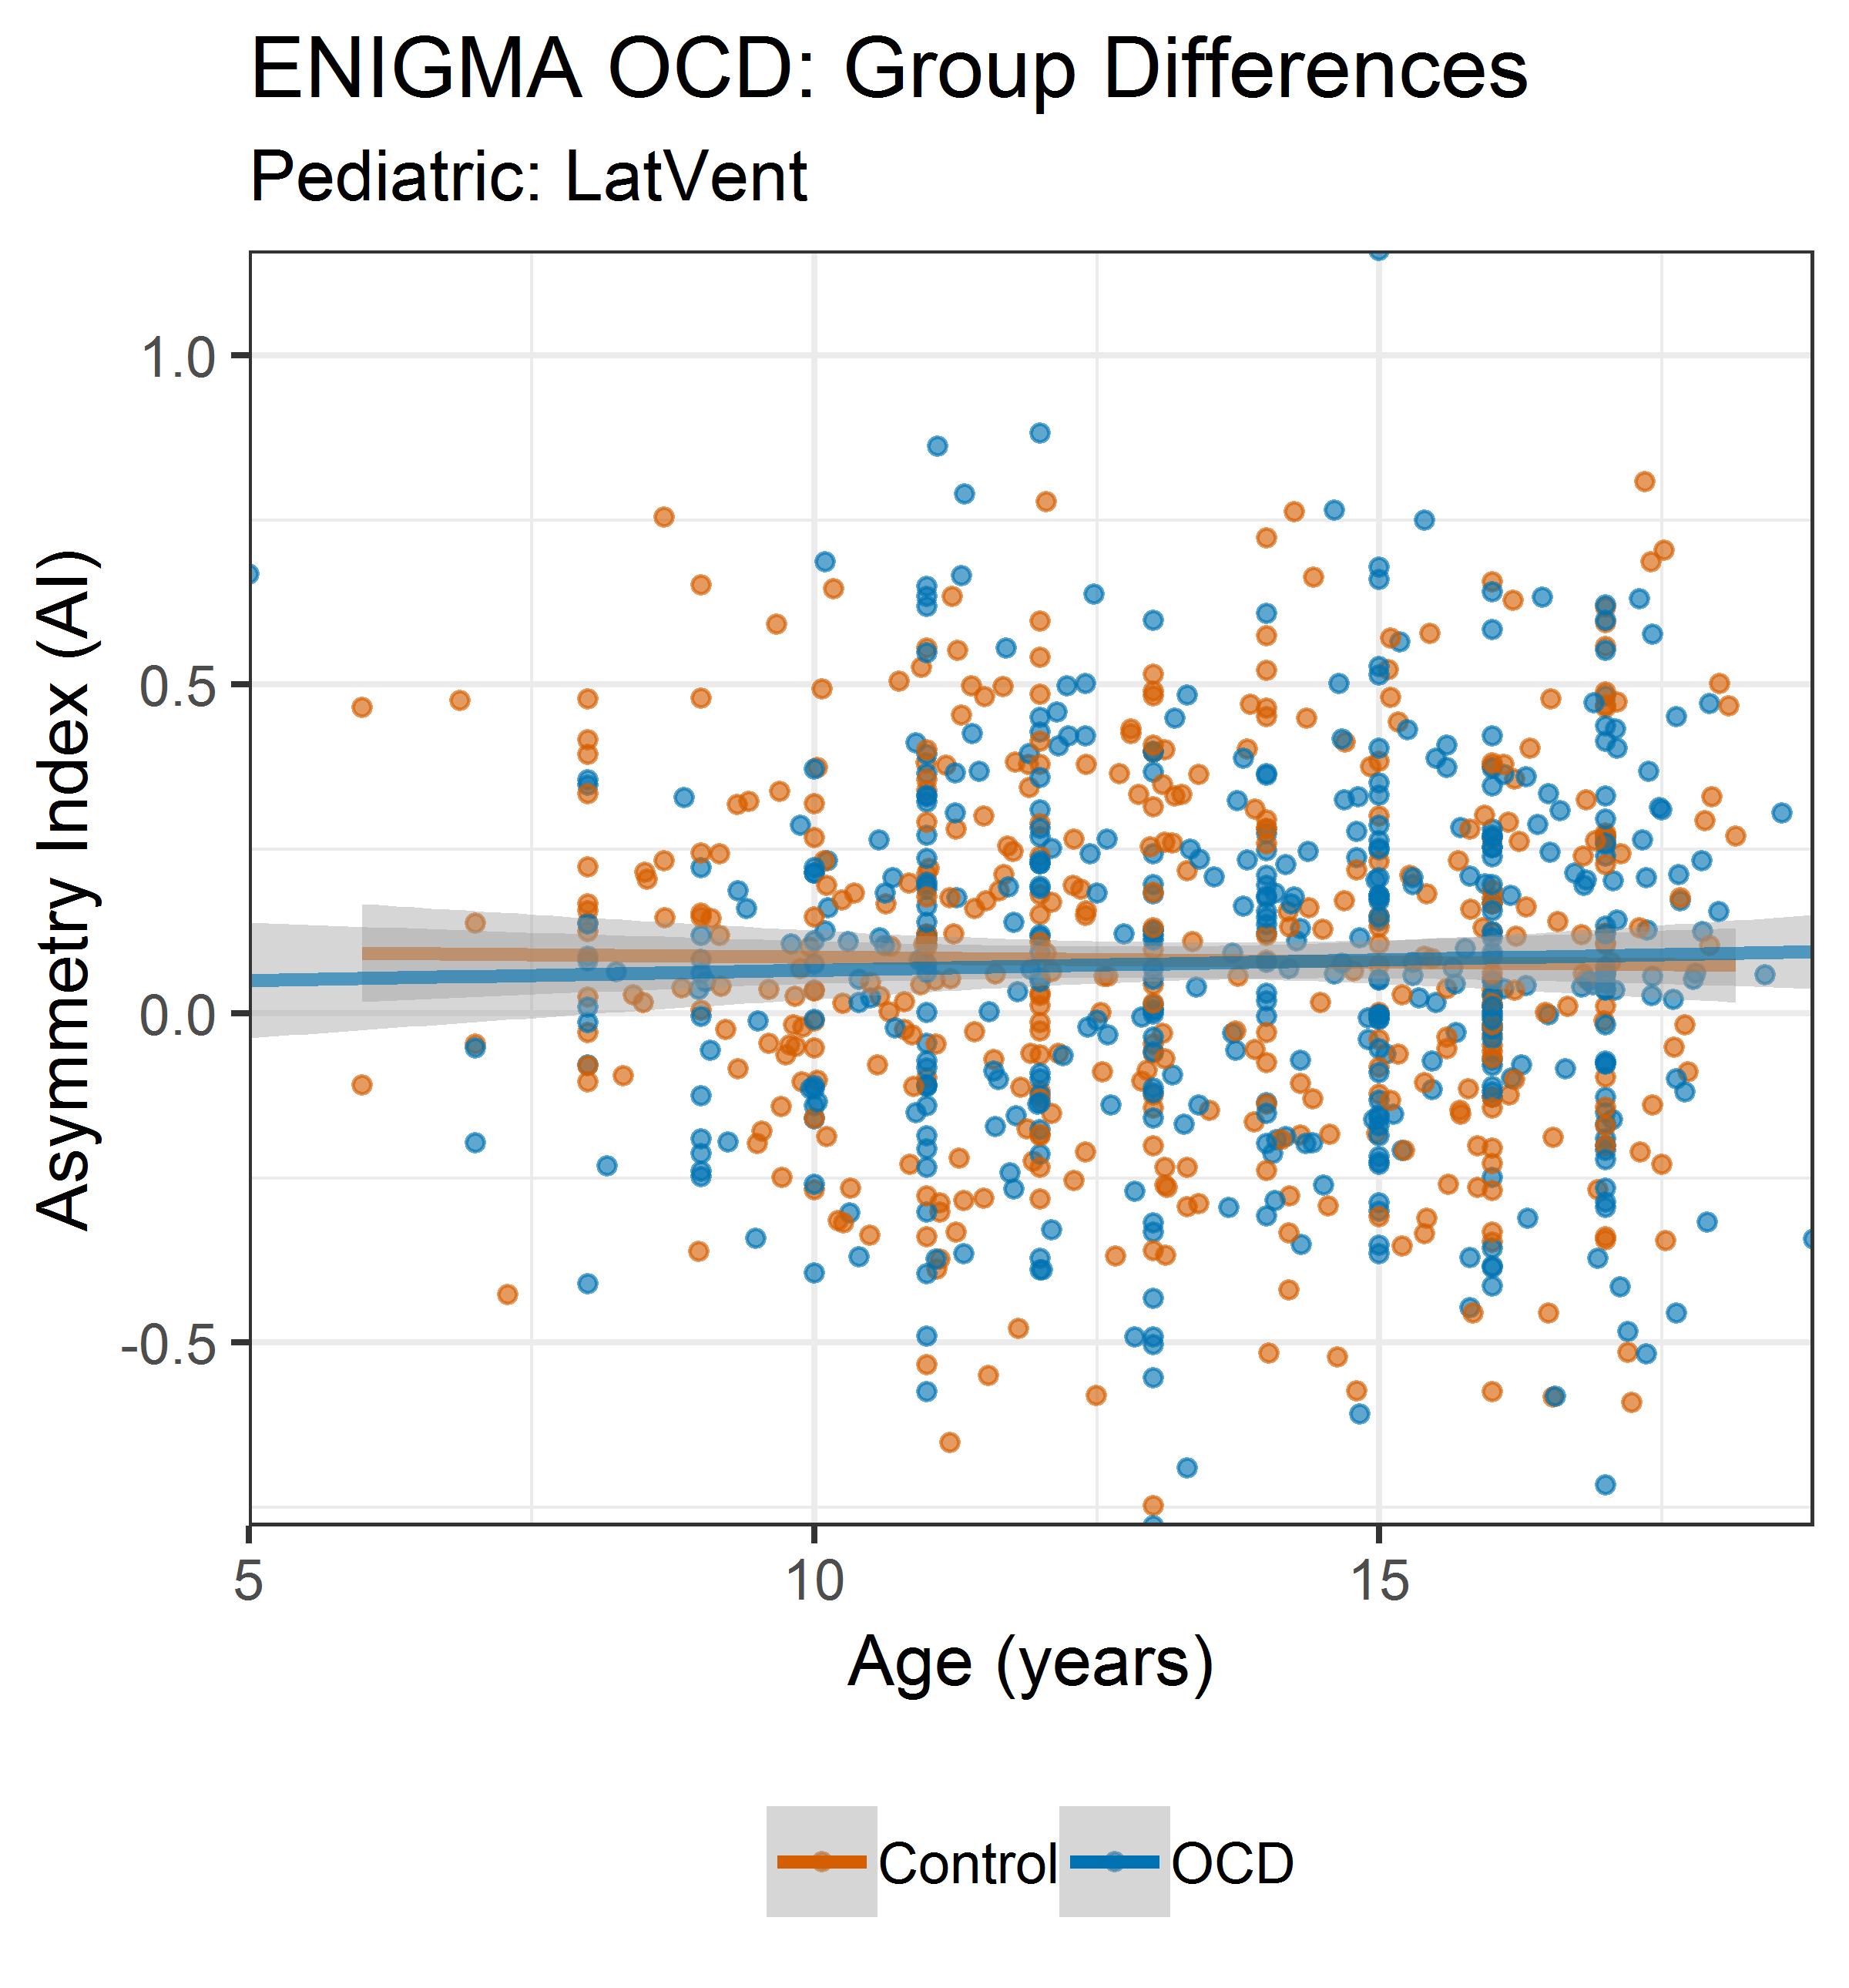 ENIGMA OCD: Group Differences
Pediatric: LatVent
Asymmetry Index (AI)
1.0
0.5
0.0
-0.5
5 10 15
Age (years)
Control OCD